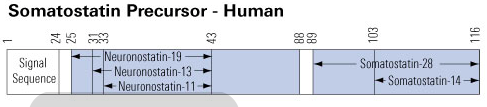 Somatostatin Precursor - Human
1 24 25 31 33 43 88 89 103 116
Signal Sequence
Neuronostatin-19
Neuronostatin-13
Neuronostatin-11
Somatostatin-28
Somatostatin-14